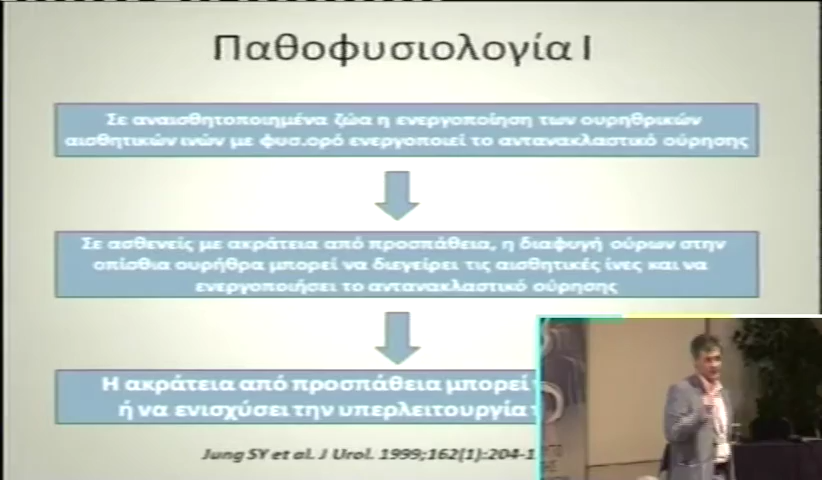 Παθοφυσιολογία Ι
Σε αναισθητοποιημένα ζώα η ενεργοποίηση των ουρηθρικών
αισθητικών ινών με φυσ.ορό ενεργοποιεί το αντανακλαστικό ούρησης
Σε ασθενείς με ακράτεια από προσπάθεια, η διαφυγή ούρων στην
οπίσθια ουρήθρα μπορεί να διεγείρει τις αισθητικές ίνες και να
ενεργοποιήσει το αντανακλαστικό ούρησης
Η ακράτεια από προσπάθεια μπορεί
ή να ενισχύσει την υπερλειτουργία
Jung SY et al. J Urol. 1999;162(1):204-1